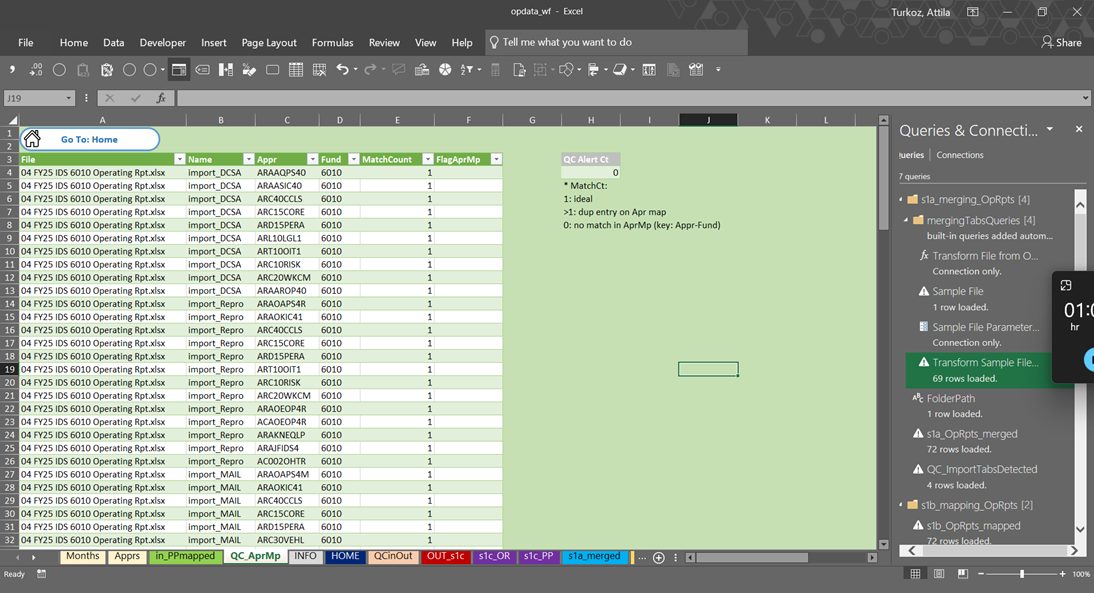 opdata_wf - Excel
Turkoz, Attila
File Home Data Developer Insert Page Layout Formulas Review View Help Tell me what you want to do Share
J19
fx
A B C D E F G H I J K L
1 Go To: Home
2
3 File Name Appr Fund MatchCount FlagAprMp QC Alert Ct
4 04 FY25 IDS 6010 Operating Rpt.xlsx import_DCSA ARAAQPS40 6010 1 0
5 04 FY25 IDS 6010 Operating Rpt.xlsx import_DCSA ARAASIC40 6010 1 * MatchCt:
6 04 FY25 IDS 6010 Operating Rpt.xlsx import_DCSA ARC40CCLS 6010 1 1: ideal
7 04 FY25 IDS 6010 Operating Rpt.xlsx import_DCSA ARC15CORE 6010 1 >1: dup entry on Apr map
8 04 FY25 IDS 6010 Operating Rpt.xlsx import_DCSA ARD15PERA 6010 1 0: no match in AprMp (key: Appr-Fund)
9 04 FY25 IDS 6010 Operating Rpt.xlsx import_DCSA ARL10LGL1 6010 1
10 04 FY25 IDS 6010 Operating Rpt.xlsx import_DCSA ART10OIT1 6010 1
11 04 FY25 IDS 6010 Operating Rpt.xlsx import_DCSA ARC10RISK 6010 1
12 04 FY25 IDS 6010 Operating Rpt.xlsx import_DCSA ARC20WKCM 6010 1
13 04 FY25 IDS 6010 Operating Rpt.xlsx import_DCSA ARAAROP40 6010 1
14 04 FY25 IDS 6010 Operating Rpt.xlsx import_Repro ARAOAPS4R 6010 1
15 04 FY25 IDS 6010 Operating Rpt.xlsx import_Repro ARAOKIC41 6010 1
16 04 FY25 IDS 6010 Operating Rpt.xlsx import_Repro ARC40CCLS 6010 1
17 04 FY25 IDS 6010 Operating Rpt.xlsx import_Repro ARC15CORE 6010 1
18 04 FY25 IDS 6010 Operating Rpt.xlsx import_Repro ARD15PERA 6010 1
19 04 FY25 IDS 6010 Operating Rpt.xlsx import_Repro ART10OIT1 6010 1
20 04 FY25 IDS 6010 Operating Rpt.xlsx import_Repro ARC10RISK 6010 1
21 04 FY25 IDS 6010 Operating Rpt.xlsx import_Repro ARC20WKCM 6010 1
22 04 FY25 IDS 6010 Operating Rpt.xlsx import_Repro ARAOEOP4R 6010 1
23 04 FY25 IDS 6010 Operating Rpt.xlsx import_Repro ACAOEOP4R 6010 1
24 04 FY25 IDS 6010 Operating Rpt.xlsx import_Repro ARAKNEQLP 6010 1
25 04 FY25 IDS 6010 Operating Rpt.xlsx import_Repro ARAJFIDS4 6010 1
26 04 FY25 IDS 6010 Operating Rpt.xlsx import_Repro AC002OHTR 6010 1
27 04 FY25 IDS 6010 Operating Rpt.xlsx import_MAIL ARAOAPS4M 6010 1
28 04 FY25 IDS 6010 Operating Rpt.xlsx import_MAIL ARAOKIC41 6010 1
29 04 FY25 IDS 6010 Operating Rpt.xlsx import_MAIL ARC40CCLS 6010 1
30 04 FY25 IDS 6010 Operating Rpt.xlsx import_MAIL ARC15CORE 6010 1
31 04 FY25 IDS 6010 Operating Rpt.xlsx import_MAIL ARD15PERA 6010 1
32 04 FY25 IDS 6010 Operating Rpt.xlsx import_MAIL ARC30VEHL 6010 1
Months Apprs in_PPmapped QC_AprMp INFO HOME QCinOut OUT_s1c s1c_OR s1c_PP s1a_merged ...
Ready
100%
Queries & Connecti...
ueries Connections
7 queries
s1a_merging_OpRpts [4]
mergingTabsQueries [4]
built-in queries added autom...
fx Transform File from O...
Connection only.
Sample File
1 row loaded.
Sample File Parameter...
Connection only.
Transform Sample File...
69 rows loaded.
FolderPath
1 row loaded.
s1a_OpRpts_merged
72 rows loaded.
QC_ImportTabsDetected
4 rows loaded.
s1b_mapping_OpRpts [2]
s1b_OpRpts_mapped
72 rows loaded.
01:0
hr